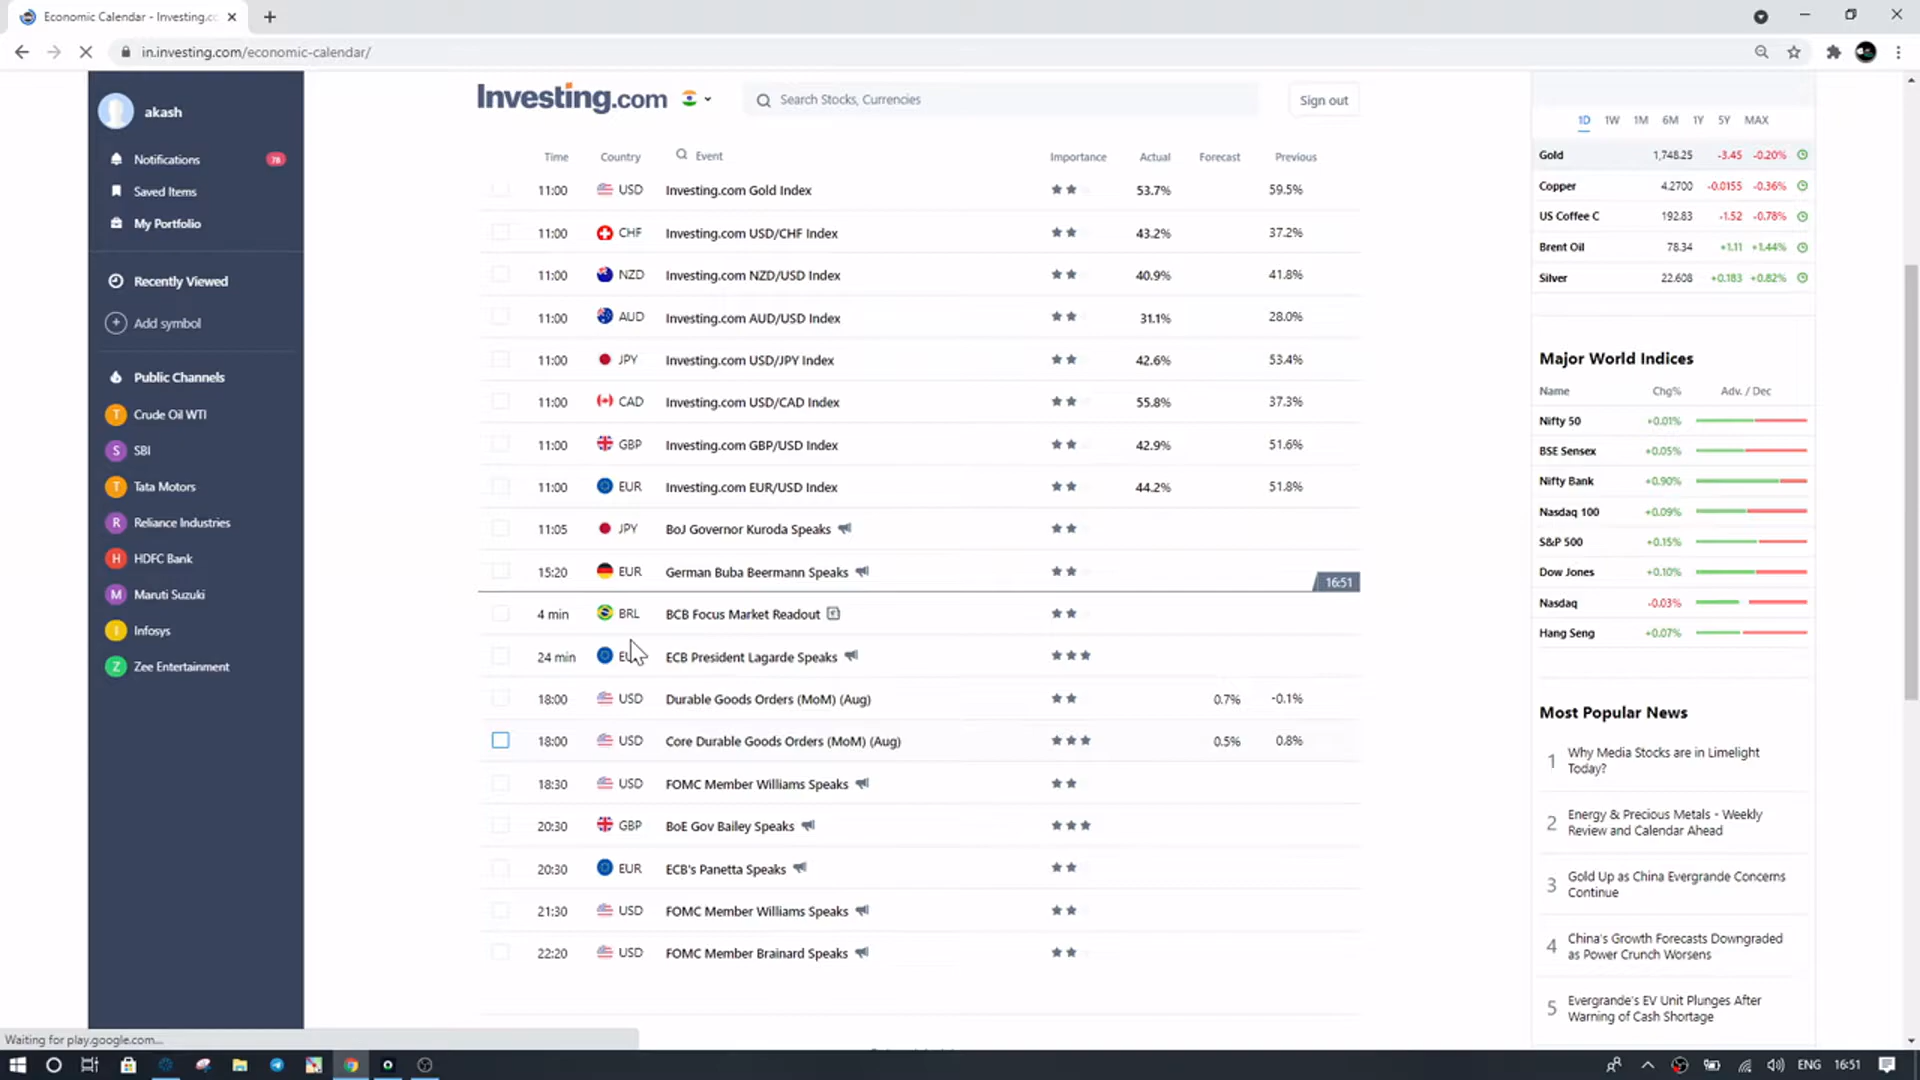 Economic Calendar - Investing.co
in.investing.com/economic-calendar/
akash
Notifications 78
Saved Items
My Portfolio
Recently Viewed
Add symbol
Public Channels
T Crude Oil WTI
S SBI
T Tata Motors
R Reliance Industries
H HDFC Bank
M Maruti Suzuki
I Infosys
Z Zee Entertainment
Investing.com
Search Stocks, Currencies
Sign out
Time Country Event Importance Actual Forecast Previous
11:00 USD Investing.com Gold Index 53.7% 59.5%
11:00 CHF Investing.com USD/CHF Index 43.2% 37.2%
11:00 NZD Investing.com NZD/USD Index 40.9% 41.8%
11:00 AUD Investing.com AUD/USD Index 31.1% 28.0%
11:00 JPY Investing.com USD/JPY Index 42.6% 53.4%
11:00 CAD Investing.com USD/CAD Index 55.8% 37.3%
11:00 GBP Investing.com GBP/USD Index 42.9% 51.6%
11:00 EUR Investing.com EUR/USD Index 44.2% 51.8%
11:05 JPY BoJ Governor Kuroda Speaks
15:20 EUR German Buba Beermann Speaks
16:51
4 min BRL BCB Focus Market Readout
24 min ECB President Lagarde Speaks
18:00 USD Durable Goods Orders (MoM) (Aug) 0.7% -0.1%
18:00 USD Core Durable Goods Orders (MoM) (Aug) 0.5% 0.8%
18:30 USD FOMC Member Williams Speaks
20:30 GBP BoE Gov Bailey Speaks
20:30 EUR ECB's Panetta Speaks
21:30 USD FOMC Member Williams Speaks
22:20 USD FOMC Member Brainard Speaks
1D 1W 1M 6M 1Y 5Y MAX
Gold 1,748.25 -3.45 -0.20%
Copper 4.2700 -0.0155 -0.36%
US Coffee C 192.83 -1.52 -0.78%
Brent Oil 78.34 +1.11 +1.44%
Silver 22.608 +0.183 +0.82%
Major World Indices
Name Chg% Adv. / Dec
Nifty 50 +0.01%
BSE Sensex +0.05%
Nifty Bank +0.90%
Nasdaq 100 +0.09%
S&P 500 +0.15%
Dow Jones +0.10%
Nasdaq -0.03%
Hang Seng +0.07%
Most Popular News
1 Why Media Stocks are in Limelight
Today?
2 Energy & Precious Metals - Weekly
Review and Calendar Ahead
3 Gold Up as China Evergrande Concerns
Continue
4 China's Growth Forecasts Downgraded
as Power Crunch Worsens
5 Evergrande's EV Unit Plunges After
Warning of Cash Shortage
Waiting for play.google.com...
ENG 16:51